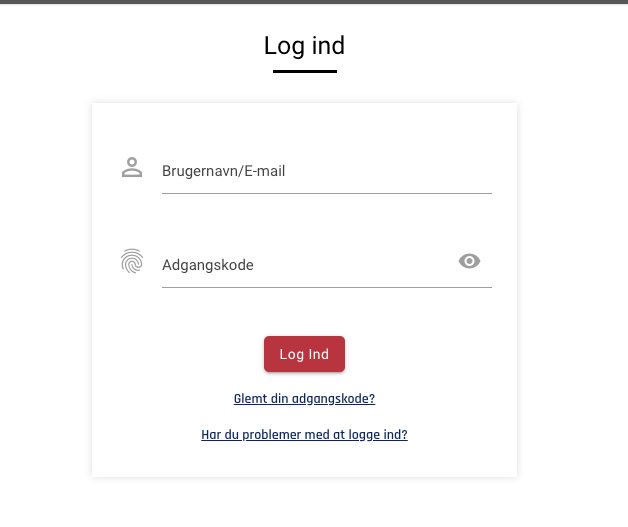 Log ind
Brugernavn/E-mail
Adgangskode
Log Ind
Glemt din adgangskode?
Har du problemer med at logge ind?